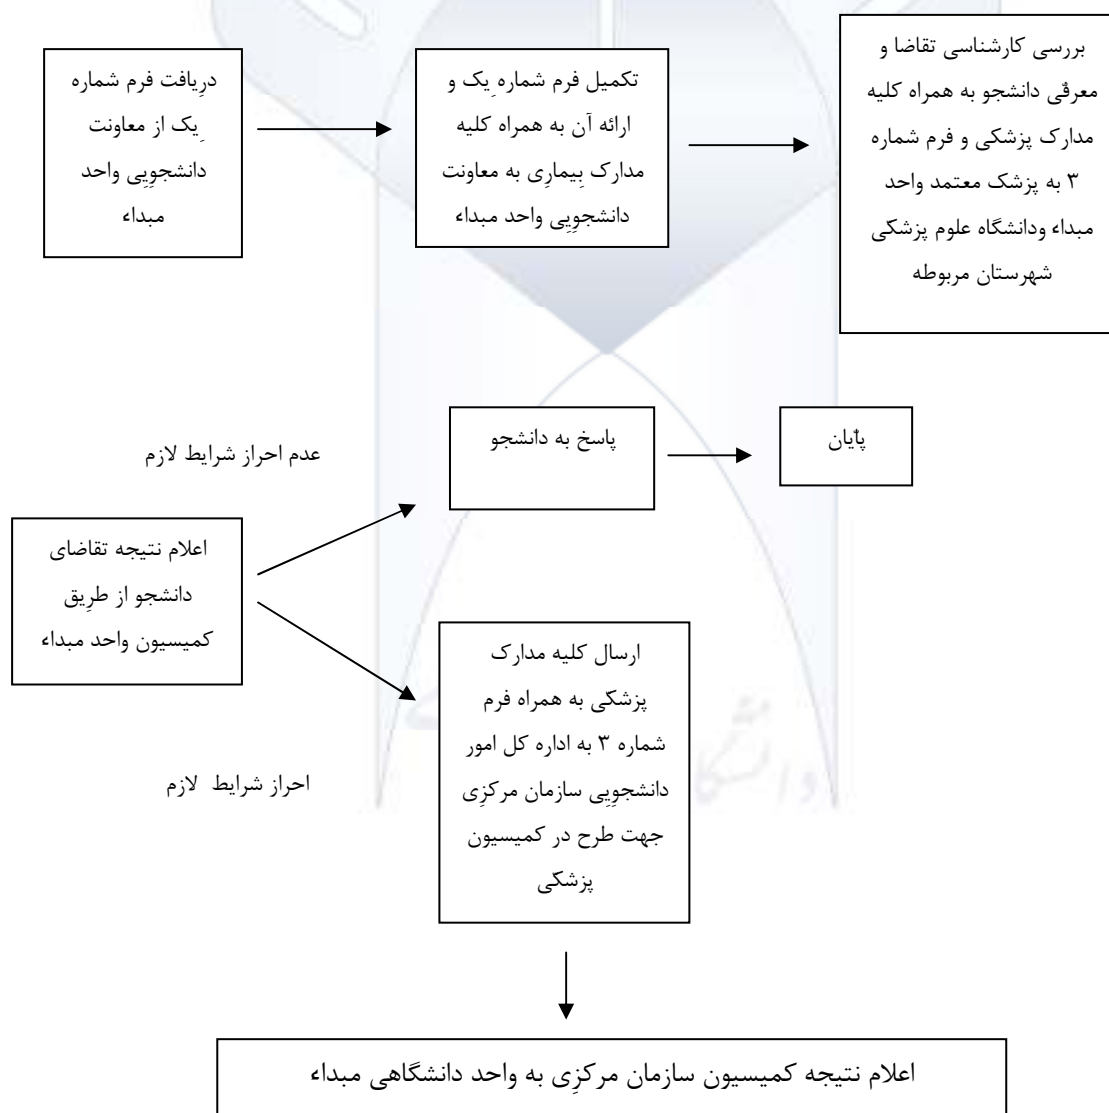 دریافت فرم شماره
یک از معاونت
دانشجویی واحد
مبداء
تکمیل فرم شماره یک و
ارائه آن به همراه کلیه
مدارک بیماری به معاونت
دانشجویی واحد مبداء
بررسی کارشناسی تقاضا و
معرفی دانشجو به همراه کلیه
مدارک پزشکی و فرم شماره
۳ به پزشک معتمد واحد
مبداء ودانشگاه علوم پزشکی
شهرستان مربوطه
عدم احراز شرایط لازم
پاسخ به دانشجو
پایان
اعلام نتیجه تقاضای
دانشجو از طریق
کمیسیون واحد مبداء
احراز شرایط لازم
ارسال کلیه مدارک
پزشکی به همراه فرم
شماره ۳ به اداره کل امور
دانشجویی سازمان مرکزی
جهت طرح در کمیسیون
پزشکی
اعلام نتیجه کمیسیون سازمان مرکزی به واحد دانشگاهی مبداء